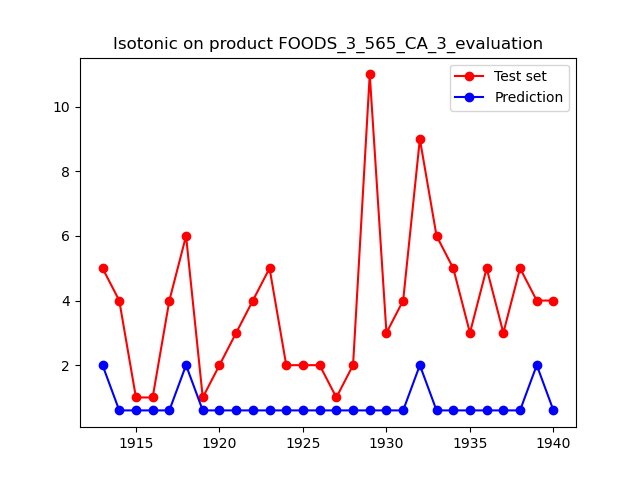 Isotonic on product FOODS_3_565_CA_3_evaluation
Test set
Prediction
10
8
6
4
2
1915 1920 1925 1930 1935 1940